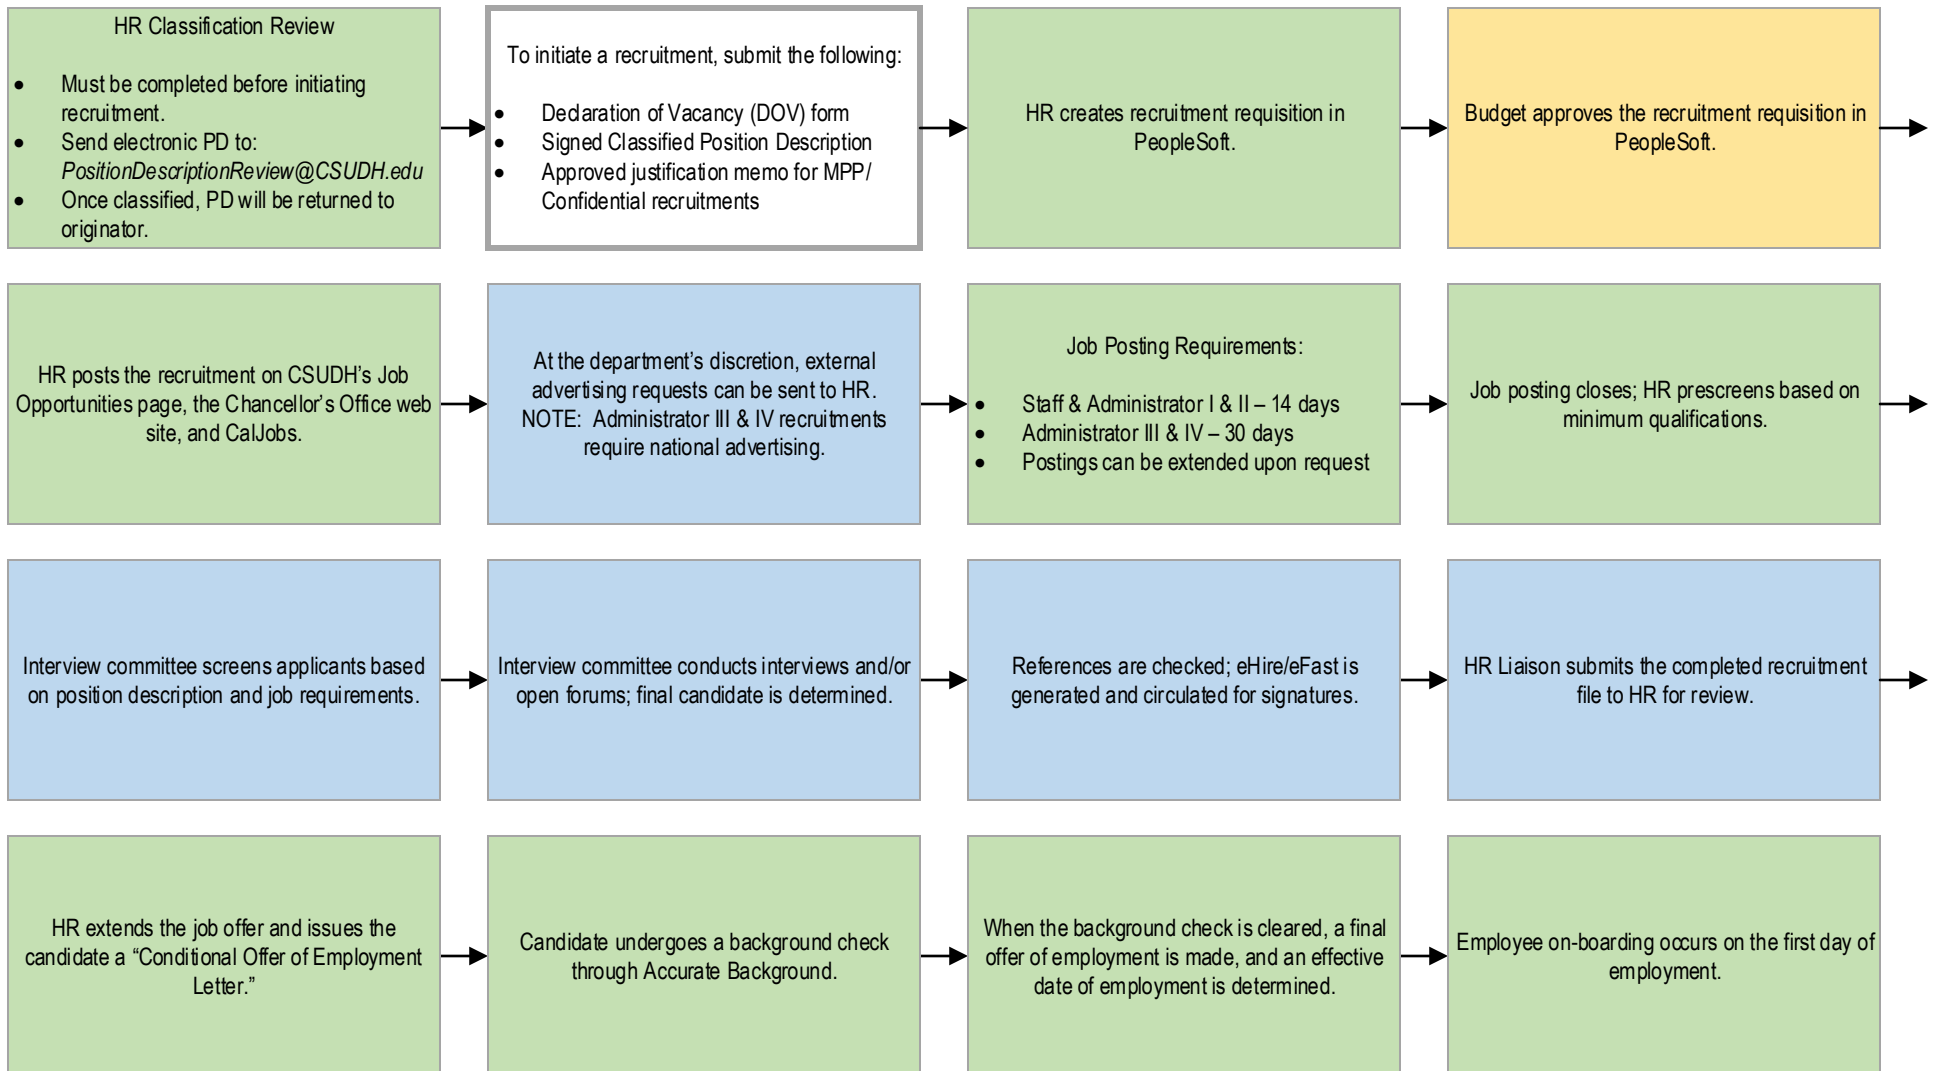 HR Classification Review
• Must be completed before initiating
recruitment.
• Send electronic PD to:
PositionDescriptionReview@CSUDH.edu
• Once classified, PD will be returned to
originator.
To initiate a recruitment, submit the following:
• Declaration of Vacancy (DOV) form
• Signed Classified Position Description
• Approved justification memo for MPP/
Confidential recruitments
HR creates recruitment requisition in
PeopleSoft.
Budget approves the recruitment requisition in
PeopleSoft.
HR posts the recruitment on CSUDH's Job
Opportunities page, the Chancellor's Office web
site, and CalJobs.
At the department's discretion, external
advertising requests can be sent to HR.
NOTE: Administrator III & IV recruitments
require national advertising.
Job Posting Requirements:
• Staff & Administrator I & II – 14 days
• Administrator III & IV – 30 days
• Postings can be extended upon request
Job posting closes; HR prescreens based on
minimum qualifications.
Interview committee screens applicants based
on position description and job requirements.
Interview committee conducts interviews and/or
open forums; final candidate is determined.
References are checked; eHire/eFast is
generated and circulated for signatures.
HR Liaison submits the completed recruitment
file to HR for review.
HR extends the job offer and issues the
candidate a “Conditional Offer of Employment
Letter.”
Candidate undergoes a background check
through Accurate Background.
When the background check is cleared, a final
offer of employment is made, and an effective
date of employment is determined.
Employee on-boarding occurs on the first day of
employment.